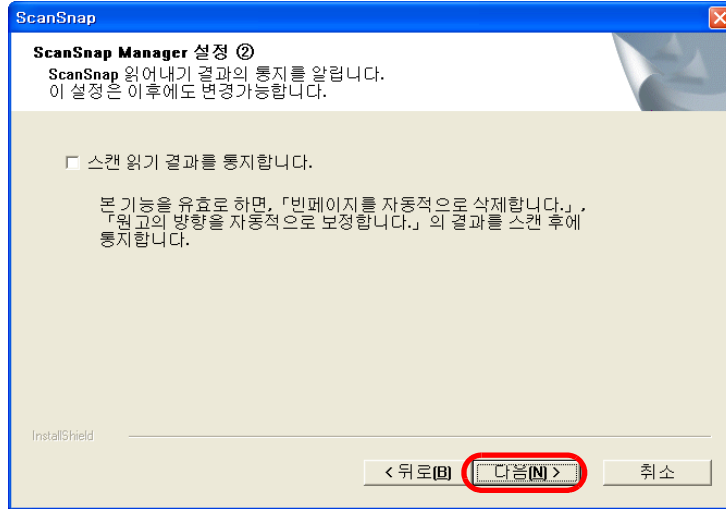 ScanSnap
ScanSnap Manager 설정 ②
ScanSnap 읽어내기 결과의 통지를 알립니다.
이 설정은 이후에도 변경가능합니다.
스캔 읽기 결과를 통지합니다.
본 기능을 유효로 하면, 「빈페이지를 자동적으로 삭제합니다.」,
「원고의 뱡향을 자동적으로 보정합니다.」의 결과를 스캔 후에
통지합니다.
InstallShield
< 뒤로(B) 다음(N) > 취소